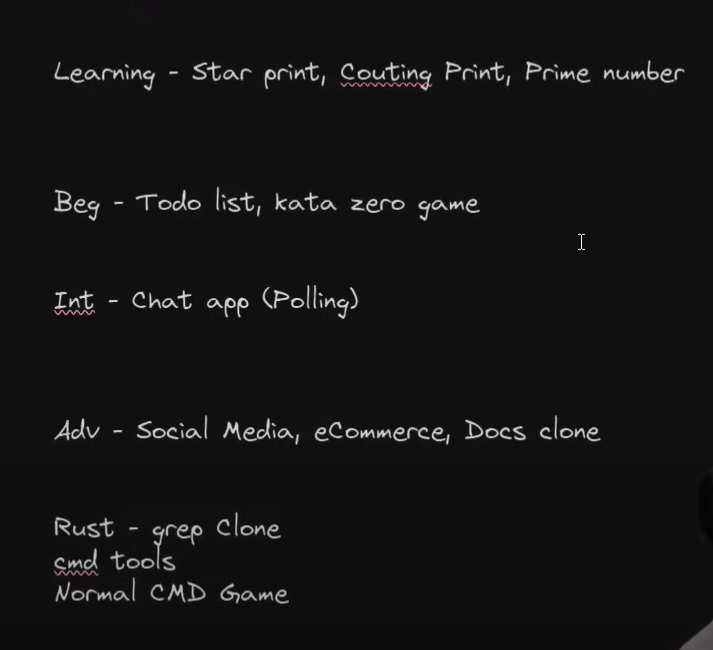 Learning - Star print, Couting Print, Prime number
Beg - Todo list, kata zero game
Int - Chat app (Polling)
Adv - Social Media, eCommerce, Docs clone
Rust - grep Clone
cmd tools
Normal CMD Game